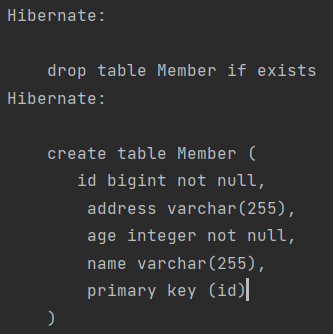 Hibernate:
drop table Member if exists
Hibernate:
create table Member (
id bigint not null,
address varchar(255),
age integer not null,
name varchar(255),
primary key (id)
)